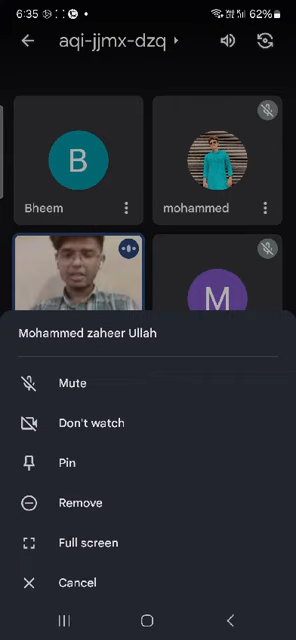 6:35
62%
aqi-jjmx-dzq
B
Bheem
mohammed
M
Mohammed zaheer Ullah
Mute
Don't watch
Pin
Remove
Full screen
Cancel